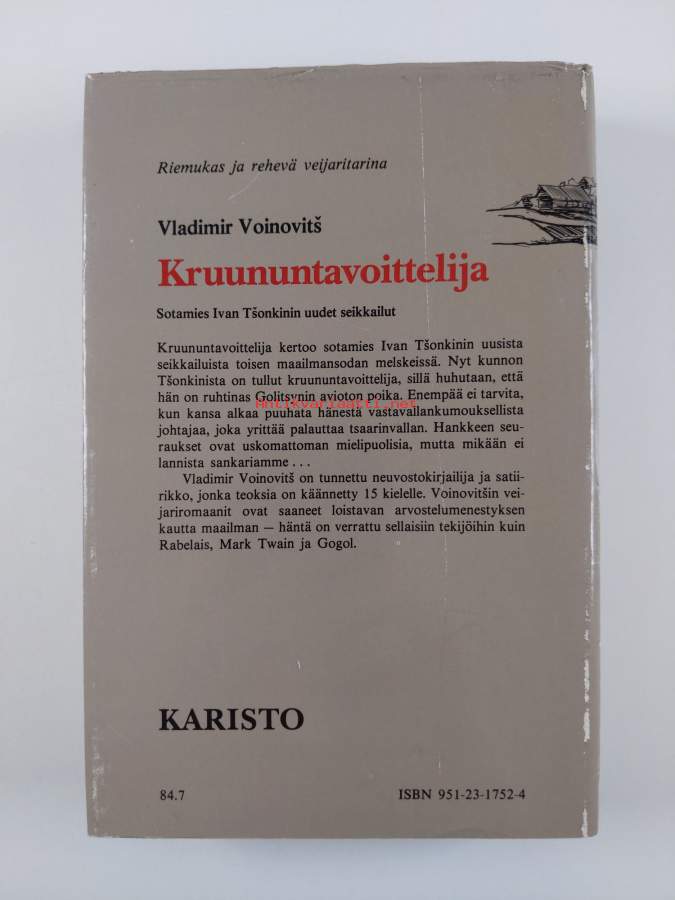 Riemukas ja rehevä veijaritarina
Vladimir Voinovitš
Kruununtavoittelija
Sotamies Ivan Tšonkinin uudet seikkailut
Kruununtavoittelija kertoo sotamies Ivan Tšonkinin uusista
seikkailuista toisen maailmansodan melskeissä. Nyt kunnon
Tšonkinista on tullut kruununtavoittelija, sillä huhutaan, että
hän on ruhtinas Golitsynin avioton poika. Enempää ei tarvita,
Antikvariaatti.net
kun kansa alkaa puuhata hänestä vastavallankumouksellista
johtajaa, joka yrittää palauttaa tsaarinvallan. Hankkeen seu-
raukset ovat uskomattoman mielipuolisia, mutta mikään ei
lannista sankariamme . . .
Vladimir Voinovitš on tunnettu neuvostokirjailija ja satii-
rikko, jonka teoksia on käännetty 15 kielelle. Voinovitšin vei-
jariromaanit ovat saaneet loistavan arvostelumenestyksen
kautta maailman — häntä on verrattu sellaisiin tekijöihin kuin
Rabelais, Mark Twain ja Gogol.
KARISTO
84.7 ISBN 951-23-1752-4